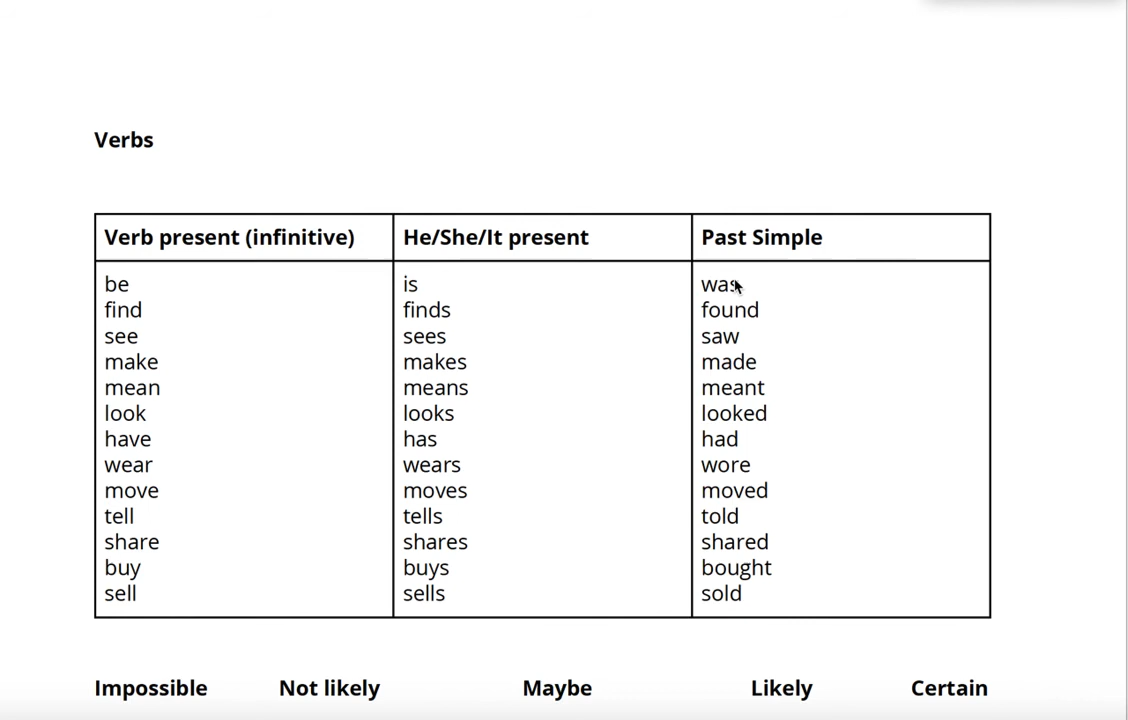 Verbs
Verb present (infinitive) He/She/It present Past Simple
be is was
find finds found
see sees saw
make makes made
mean means meant
look looks looked
have has had
wear wears wore
move moves moved
tell tells told
share shares shared
buy buys bought
sell sells sold
Impossible Not likely Maybe Likely Certain